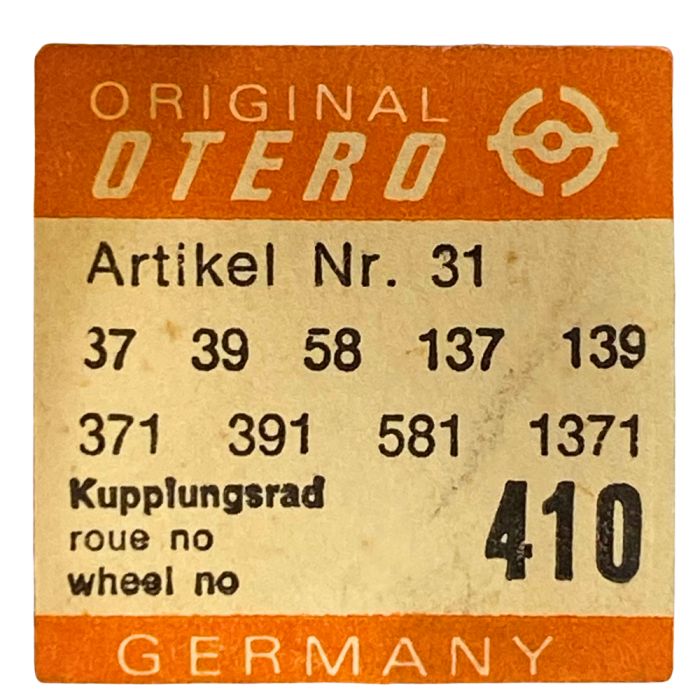 ORIGINAL
OTERO
Artikel Nr. 31
37 39 58 137 139
371 391 581 1371
Kupplungsrad
roue no
wheel no
410
GERMANY